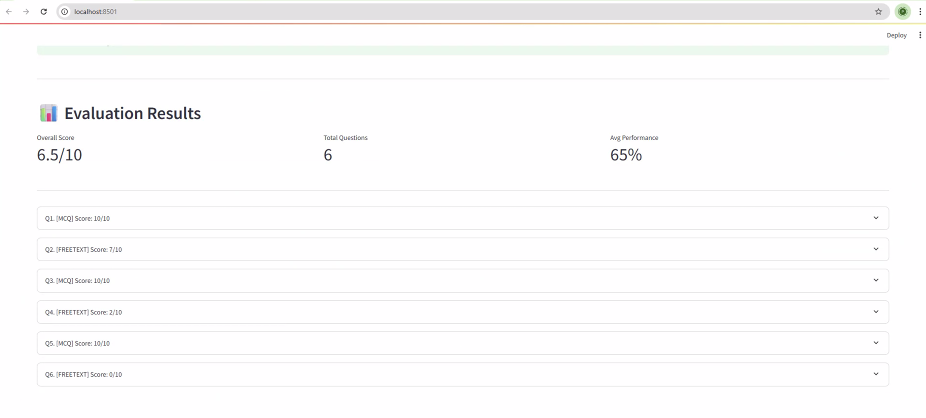 localhost:8501
Deploy
Evaluation Results
Overall Score
Total Questions
Avg Performance
6.5/10
6
65%
Q1. [MCQ] Score: 10/10
Q2. [FREETEXT] Score: 7/10
Q3. [MCQ] Score: 10/10
Q4. [FREETEXT] Score: 2/10
Q5. [MCQ] Score: 10/10
Q6. [FREETEXT] Score: 0/10